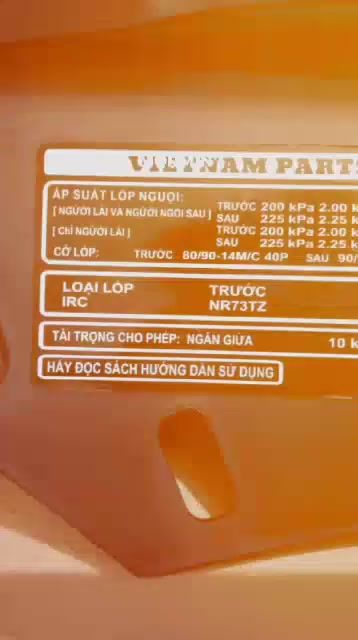 VIETNAM PARTS
ÁP SUẤT LỐP NGUỘI:
[ NGƯỜI LÁI VÀ NGƯỜI NGỒI SAU ] TRƯỚC 200 kPa 2.00 k
SAU 225 kPa 2.25 k
[ CHỈ NGƯỜI LÁI ] TRƯỚC 200 kPa 2.00 k
SAU 225 kPa 2.25 k
CỠ LỐP: TRƯỚC 80/90-14M/C 40P SAU 90/
LOẠI LỐP TRƯỚC
IRC NR73TZ
TẢI TRỌNG CHO PHÉP: NGĂN GIỮA 10 k
HÃY ĐỌC SÁCH HƯỚNG DẪN SỬ DỤNG